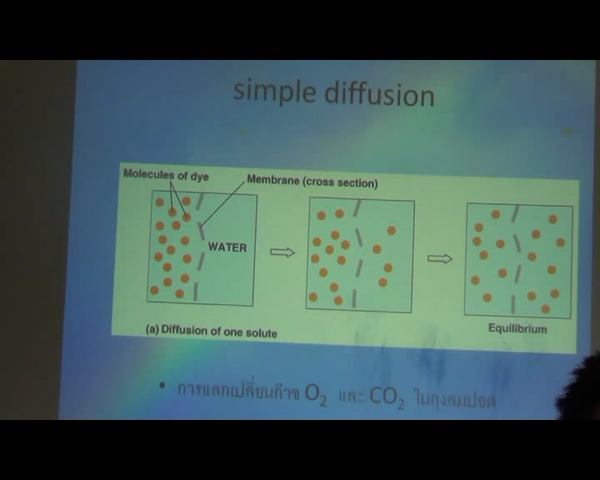 simple diffusion
Molecules of dye
Membrane (cross section)
WATER
(a) Diffusion of one solute
Equilibrium
• การแลกเปลี่ยนก๊าซ O2 และ CO2 ในถุงลมปอด